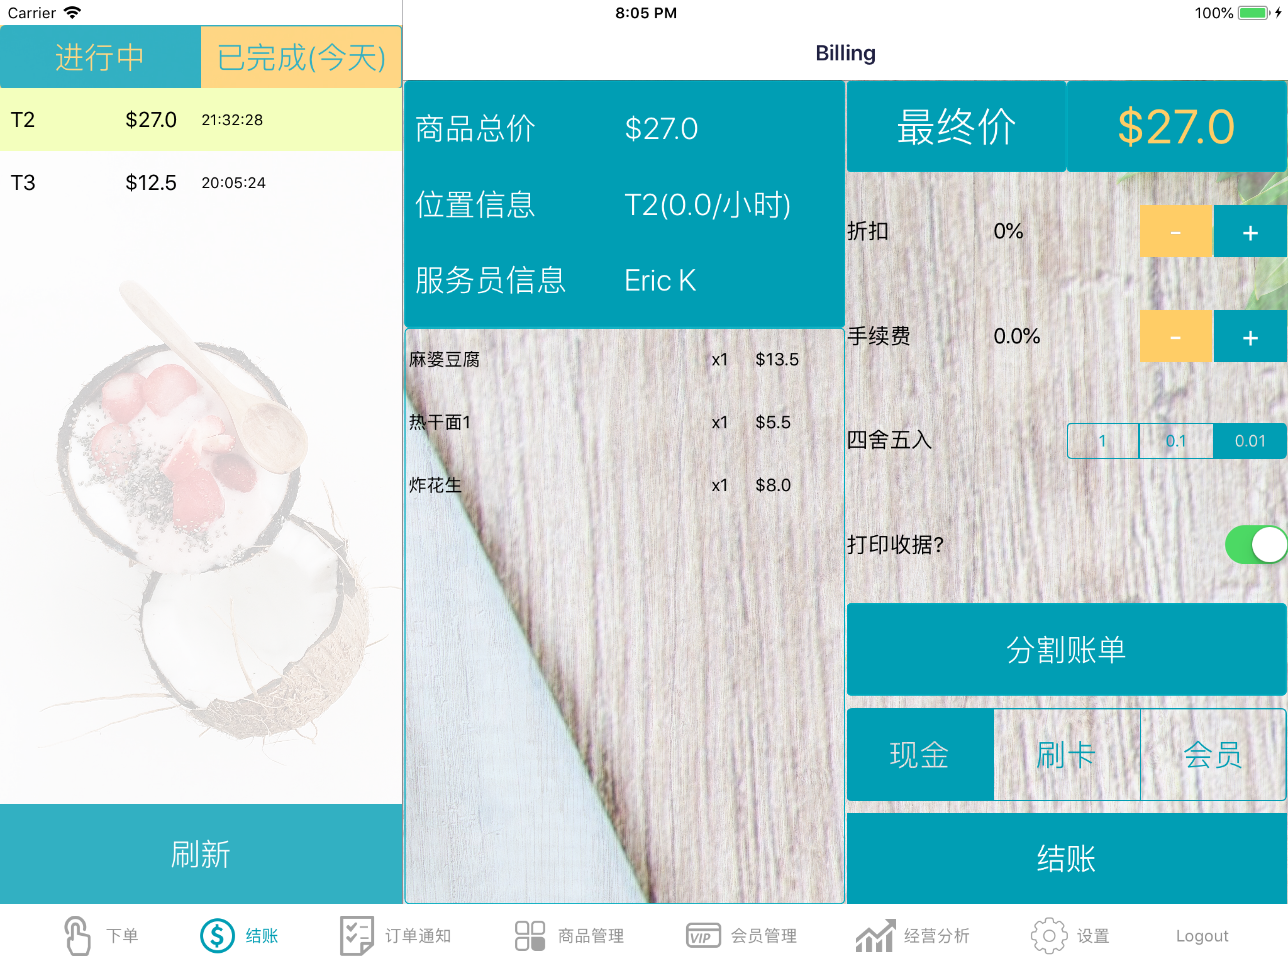 Carrier 8:05 PM 100%
Billing
进行中 已完成(今天)
T2 $27.0 21:32:28
T3 $12.5 20:05:24
刷新
商品总价 $27.0
位置信息 T2(0.0/小时)
服务员信息 Eric K
麻婆豆腐 x1 $13.5
热干面1 x1 $5.5
炸花生 x1 $8.0
最终价 $27.0
折扣 0% - +
手续费 0.0% - +
四舍五入 1 0.1 0.01
打印收据?
分割账单
现金 刷卡 会员
结账
下单 结账 订单通知 商品管理 VIP 会员管理 经营分析 设置 Logout